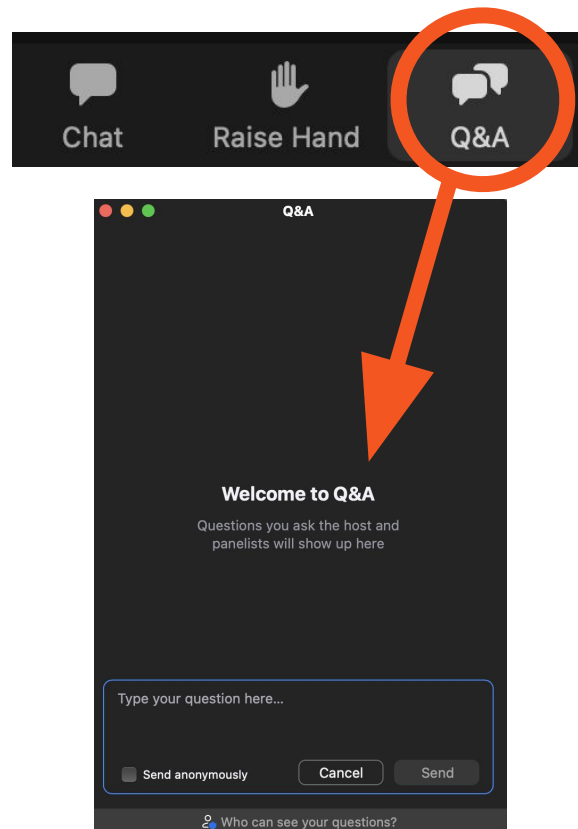 Chat Raise Hand Q&A
Q&A
Welcome to Q&A
Questions you ask the host and
panelists will show up here
Type your question here...
Send anonymously Cancel Send
Who can see your questions?